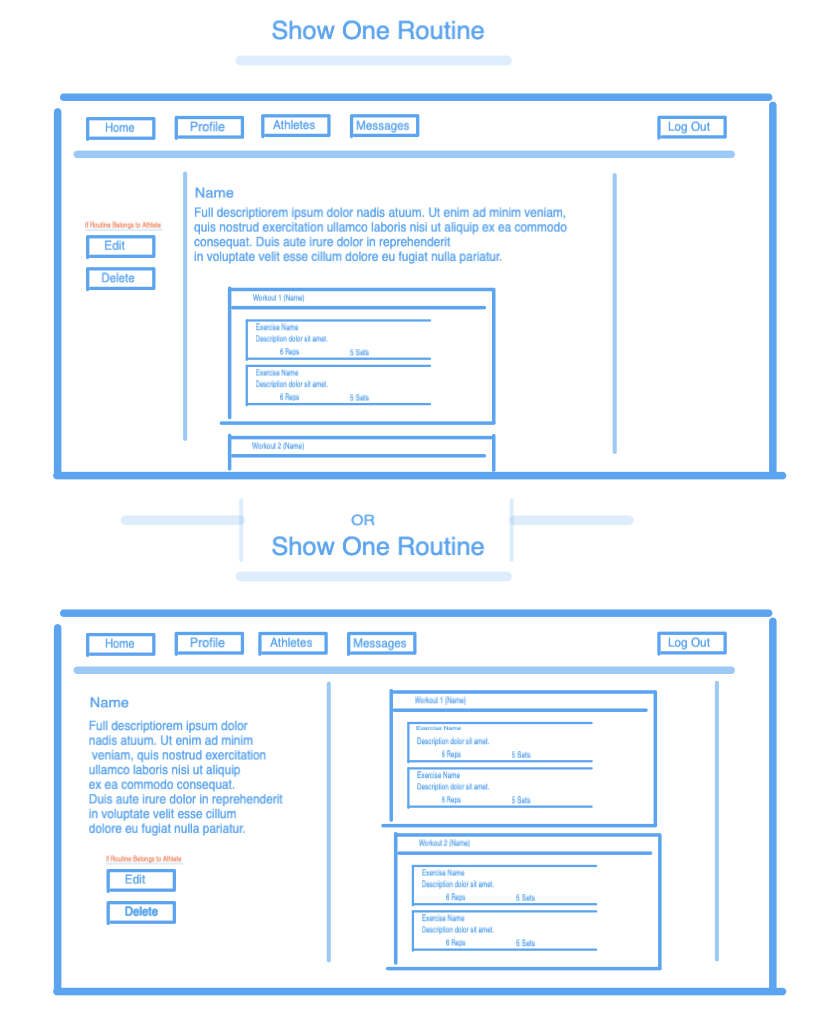 Show One Routine
Home Profile Athletes Messages Log Out
If Routine Belongs to Athlete
Edit
Delete
Name
Full descriptiorem ipsum dolor nadis atuum. Ut enim ad minim veniam,
quis nostrud exercitation ullamco laboris nisi ut aliquip ex ea commodo
consequat. Duis aute irure dolor in reprehenderit
in voluptate velit esse cillum dolore eu fugiat nulla pariatur.
Workout 1 (Name)
Exercise Name
Description dolor sit amet.
6 Reps 5 Sets
Exercise Name
Description dolor sit amet.
6 Reps 5 Sets
Workout 2 (Name)
OR
Show One Routine
Home Profile Athletes Messages Log Out
Name
Full descriptiorem ipsum dolor
nadis atuum. Ut enim ad minim
veniam, quis nostrud exercitation
ullamco laboris nisi ut aliquip
ex ea commodo consequat.
Duis aute irure dolor in reprehenderit
in voluptate velit esse cillum
dolore eu fugiat nulla pariatur.
If Routine Belongs to Athlete
Edit
Delete
Workout 1 (Name)
Exercise Name
Description dolor sit amet.
6 Reps 5 Sets
Exercise Name
Description dolor sit amet.
6 Reps 5 Sets
Workout 2 (Name)
Exercise Name
Description dolor sit amet.
6 Reps 5 Sets
Exercise Name
Description dolor sit amet.
6 Reps 5 Sets